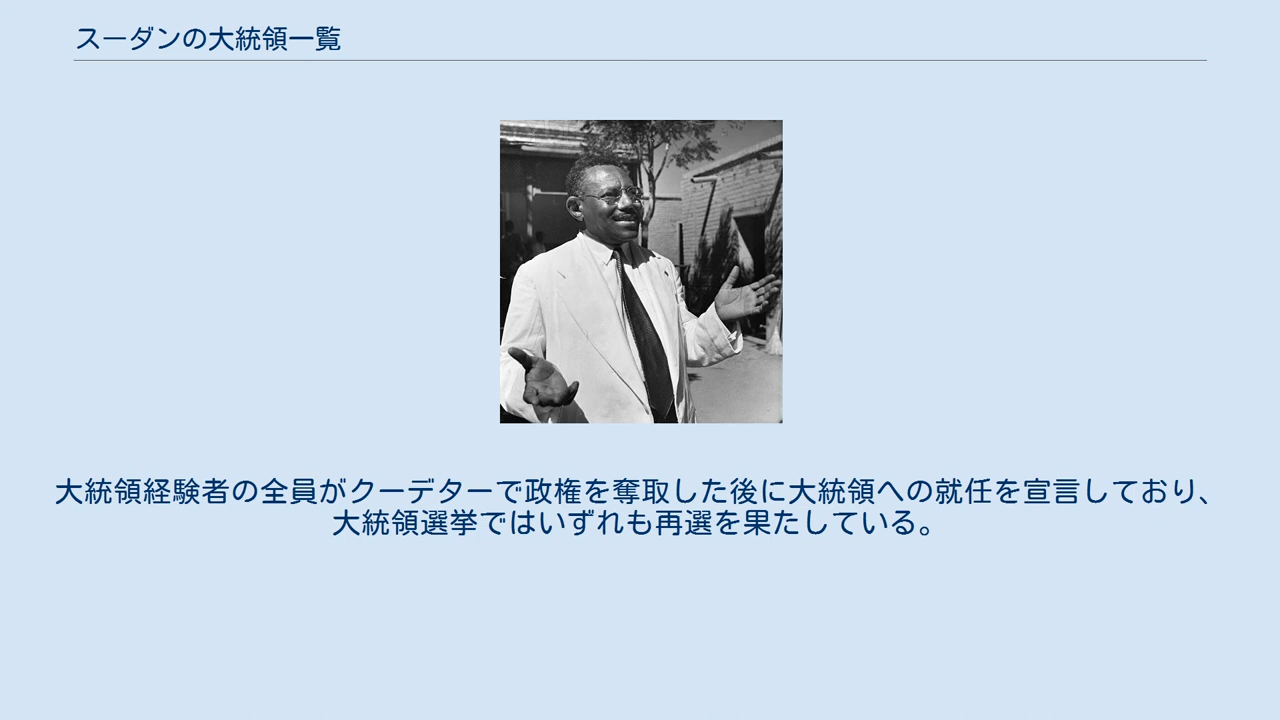 スーダンの大統領一覧
大統領経験者の全員がクーデターで政権を奪取した後に大統領への就任を宣言しており、
大統領選挙ではいずれも再選を果たしている。